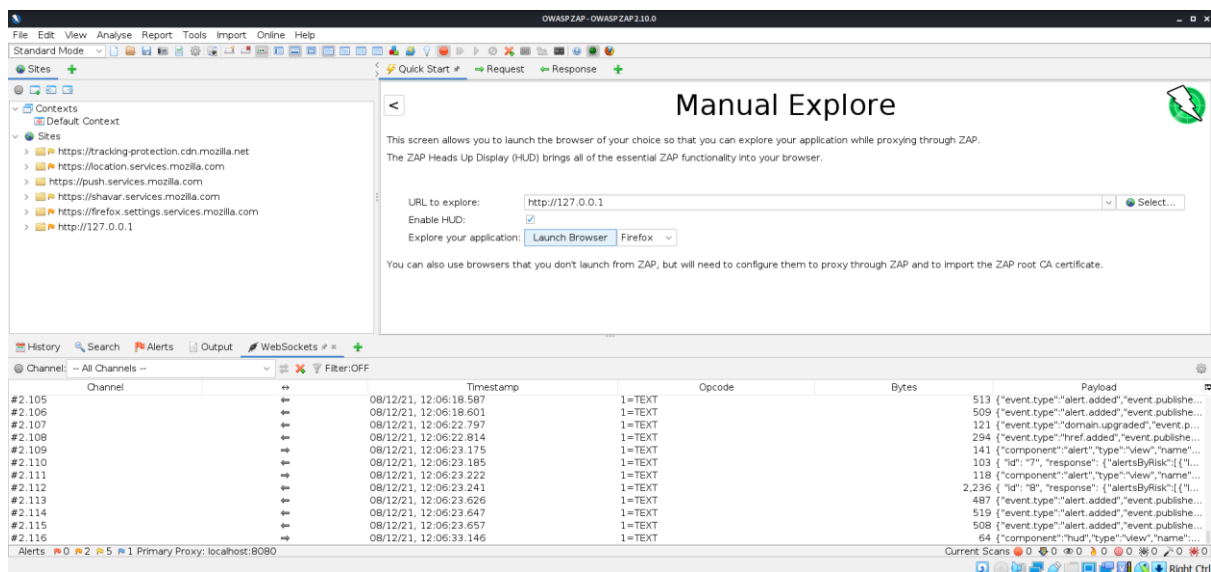 OWASP ZAP - OWASP ZAP 2.10.0
File Edit View Analyse Report Tools Import Online Help
Standard Mode
Sites
Quick Start Request Response
Contexts
Default Context
Sites
https://tracking-protection.cdn.mozilla.net
https://location.services.mozilla.com
https://push.services.mozilla.com
https://shavar.services.mozilla.com
https://firefox.settings.services.mozilla.com
http://127.0.0.1
<
Manual Explore
This screen allows you to launch the browser of your choice so that you can explore your application while proxying through ZAP.
The ZAP Heads Up Display (HUD) brings all of the essential ZAP functionality into your browser.
URL to explore: http://127.0.0.1 Select...
Enable HUD:
Explore your application: Launch Browser Firefox
You can also use browsers that you don't launch from ZAP, but will need to configure them to proxy through ZAP and to import the ZAP root CA certificate.
History Search Alerts Output WebSockets
Channel: -- All Channels -- Filter:OFF
Channel ↔ Timestamp Opcode Bytes Payload
#2.105 ⇐ 08/12/21, 12:06:18.587 1=TEXT 513 {"event.type":"alert.added","event.publishe...
#2.106 ⇐ 08/12/21, 12:06:18.601 1=TEXT 509 {"event.type":"alert.added","event.publishe...
#2.107 ⇐ 08/12/21, 12:06:22.797 1=TEXT 121 {"event.type":"domain.upgraded","event.p...
#2.108 ⇐ 08/12/21, 12:06:22.814 1=TEXT 294 {"event.type":"href.added","event.publishe...
#2.109 ⇒ 08/12/21, 12:06:23.175 1=TEXT 141 {"component":"alert","type":"view","name"...
#2.110 ⇐ 08/12/21, 12:06:23.185 1=TEXT 103 { "id": "7", "response": {"alertsByRisk":[{"I...
#2.111 ⇒ 08/12/21, 12:06:23.222 1=TEXT 118 {"component":"alert","type":"view","name"...
#2.112 ⇐ 08/12/21, 12:06:23.241 1=TEXT 2,236 { "id": "8", "response": {"alertsByRisk":[{"I...
#2.113 ⇐ 08/12/21, 12:06:23.626 1=TEXT 487 {"event.type":"alert.added","event.publishe...
#2.114 ⇐ 08/12/21, 12:06:23.647 1=TEXT 519 {"event.type":"alert.added","event.publishe...
#2.115 ⇐ 08/12/21, 12:06:23.657 1=TEXT 508 {"event.type":"alert.added","event.publishe...
#2.116 ⇒ 08/12/21, 12:06:33.146 1=TEXT 64 {"component":"hud","type":"view","name":...
Alerts 0 2 5 1 Primary Proxy: localhost:8080 Current Scans 0 0 0 0 0 0 0 0
Right Ctrl